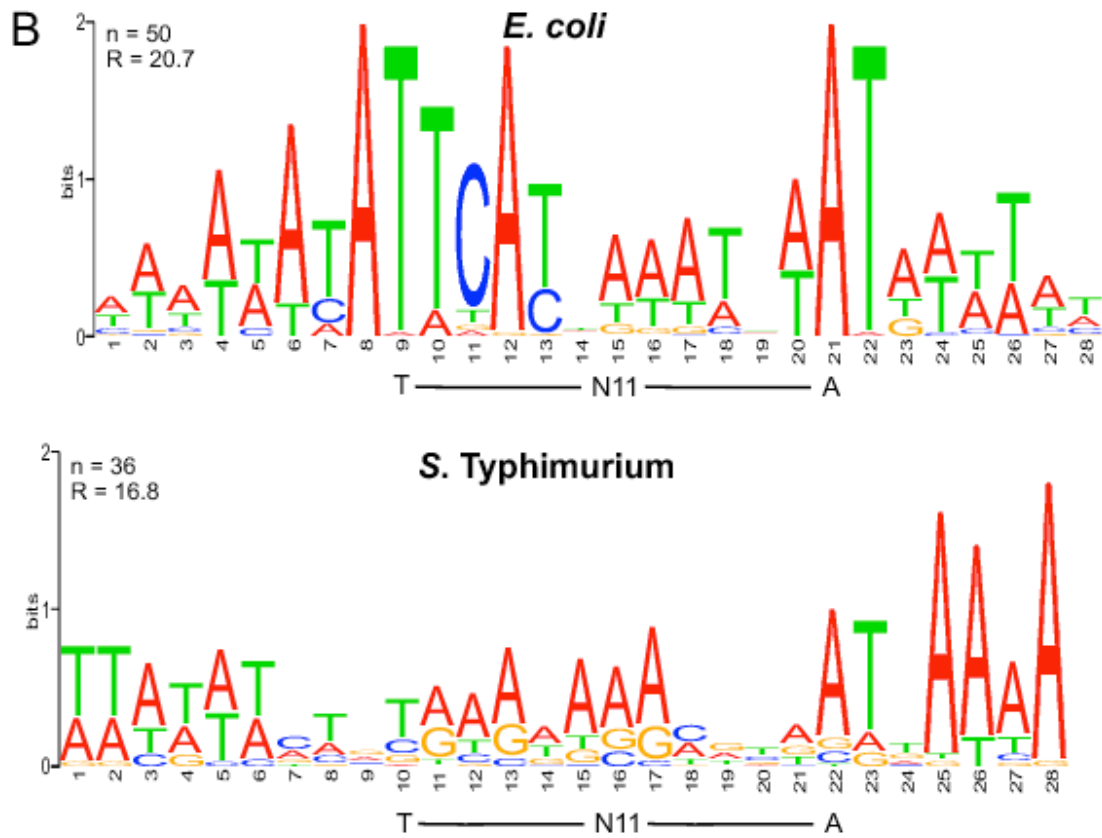 B
E. coli
n = 50
R = 20.7
2
1
0
bits
1 2 3 4 5 6 7 8 9 10 11 12 13 14 15 16 17 18 19 20 21 22 23 24 25 26 27 28
T N11 A
S. Typhimurium
n = 36
R = 16.8
2
1
0
bits
1 2 3 4 5 6 7 8 9 10 11 12 13 14 15 16 17 18 19 20 21 22 23 24 25 26 27 28
T N11 A